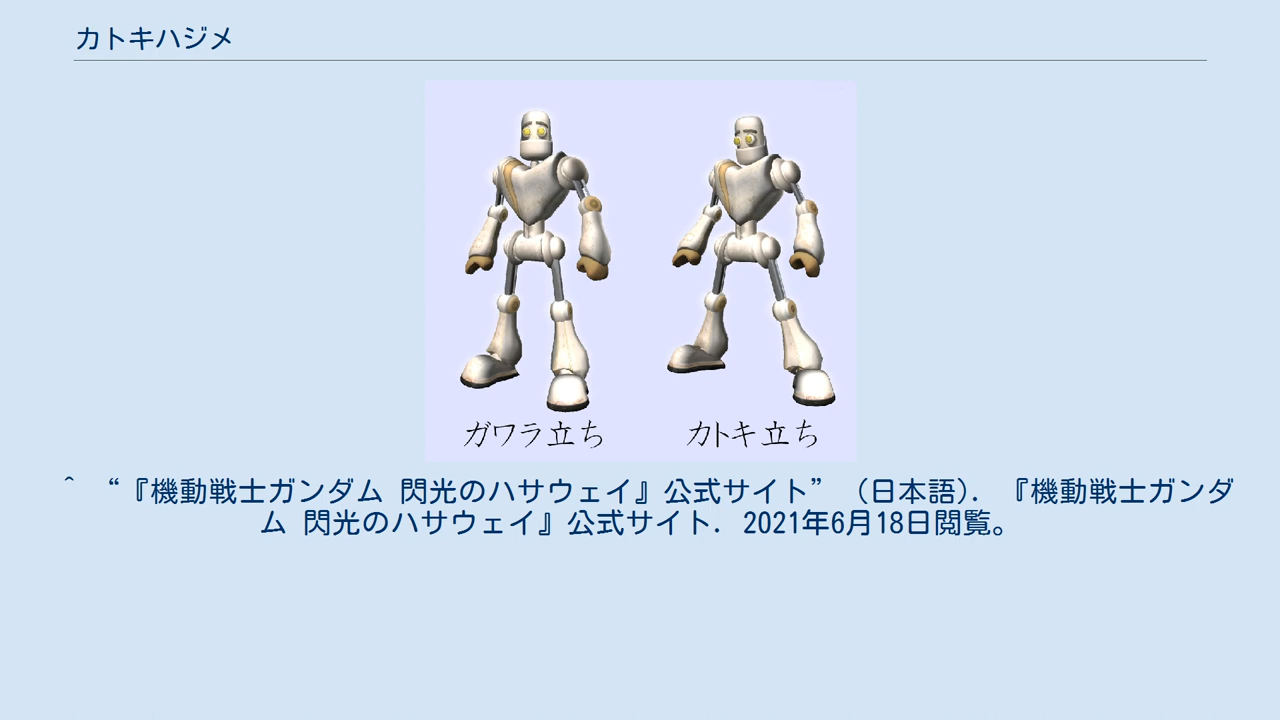 カトキハジメ
ガワラ立ち
カトキ立ち
^ “『機動戦士ガンダム 閃光のハサウェイ』公式サイト” (日本語). 『機動戦士ガンダ
ム 閃光のハサウェイ』公式サイト. 2021年6月18日閲覧。